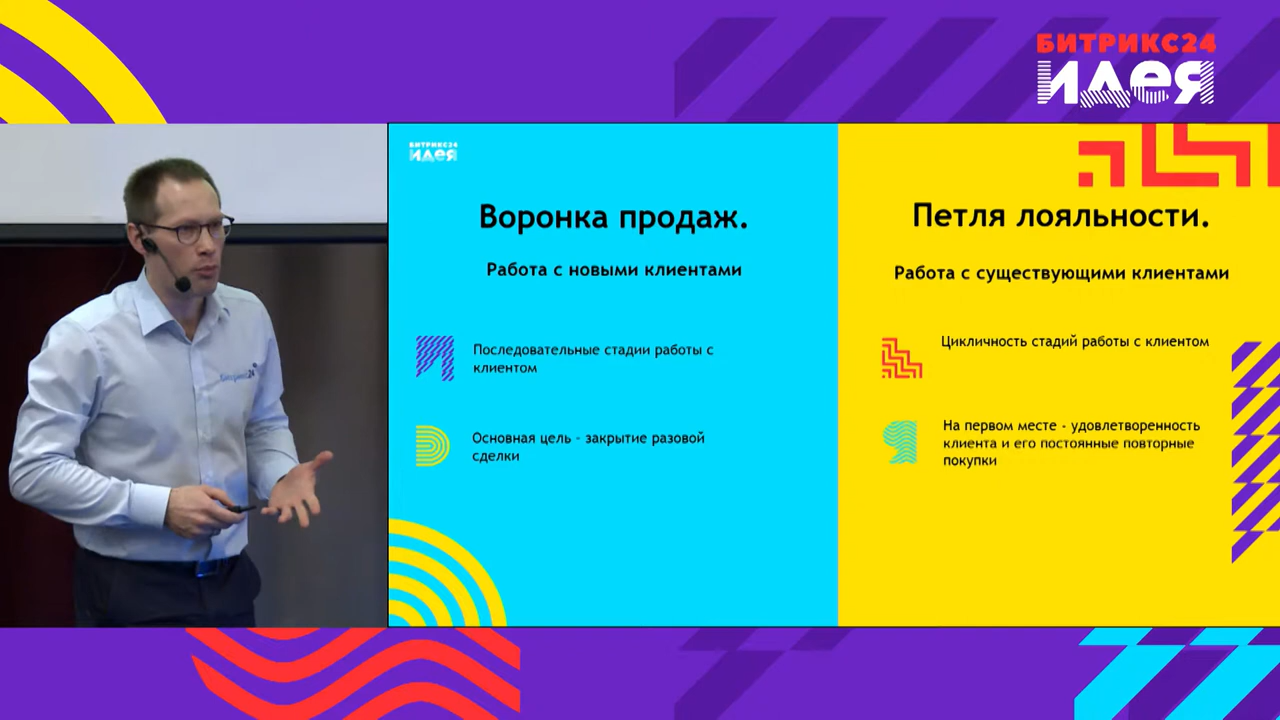 БИТРИКС24
идея
БИТРИКС24
идея
Воронка продаж.
Работа с новыми клиентами
Последовательные стадии работы с
клиентом
Основная цель - закрытие разовой
сделки
Петля лояльности.
Работа с существующими клиентами
Цикличность стадий работы с клиентом
На первом месте - удовлетворенность
клиента и его постоянные повторные
покупки
битрикс24